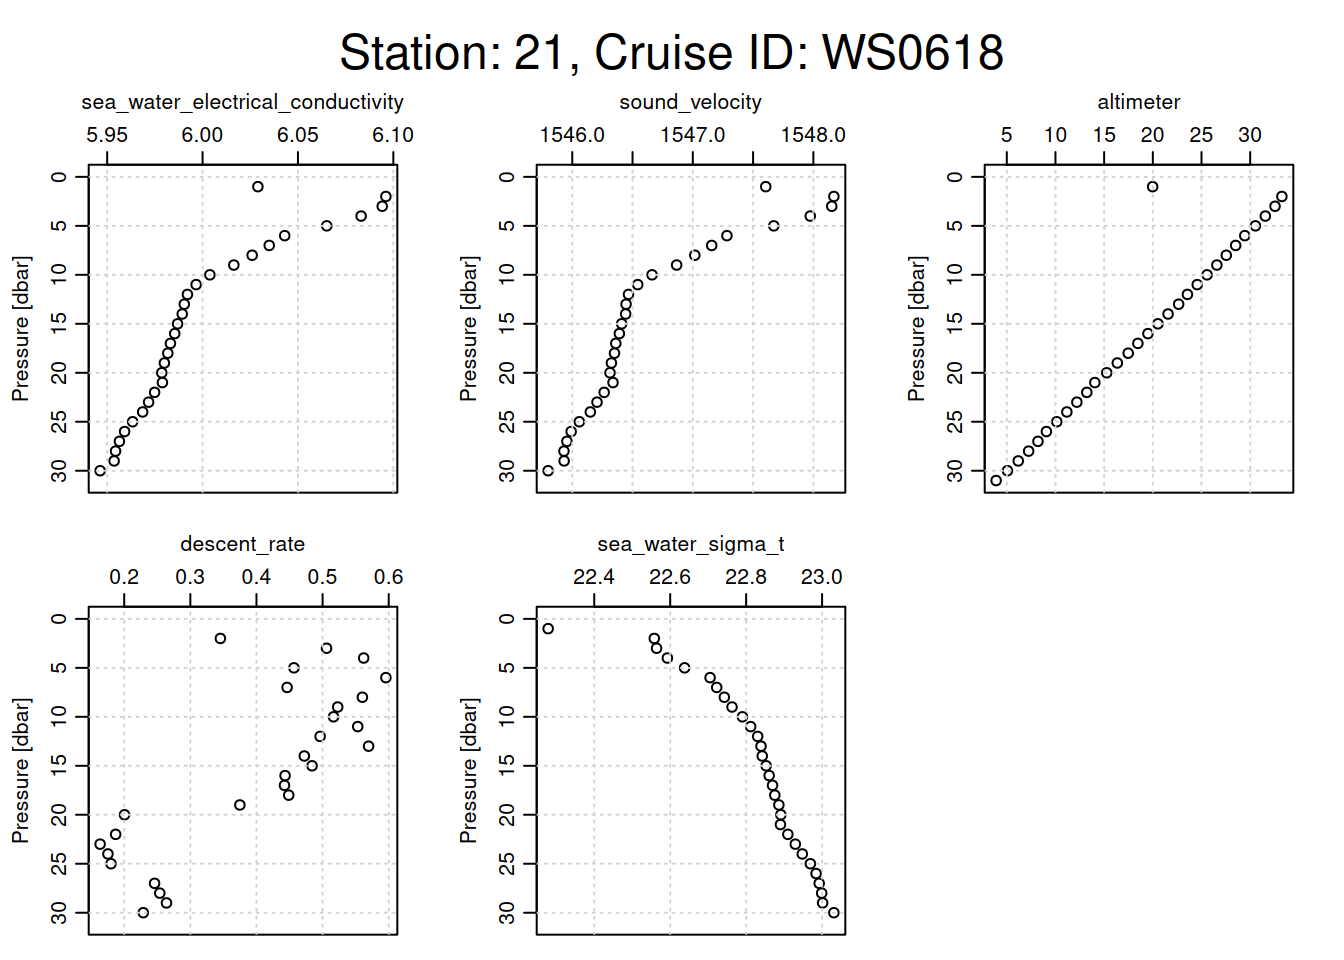 Station: 21, Cruise ID: WS0618
sea_water_electrical_conductivity
5.95 6.00 6.05 6.10
Pressure [dbar]
0 5 10 15 20 25 30
sound_velocity
1546.0 1547.0 1548.0
Pressure [dbar]
0 5 10 15 20 25 30
altimeter
5 10 15 20 25 30
Pressure [dbar]
0 5 10 15 20 25 30
descent_rate
0.2 0.3 0.4 0.5 0.6
Pressure [dbar]
0 5 10 15 20 25 30
sea_water_sigma_t
22.4 22.6 22.8 23.0
Pressure [dbar]
0 5 10 15 20 25 30